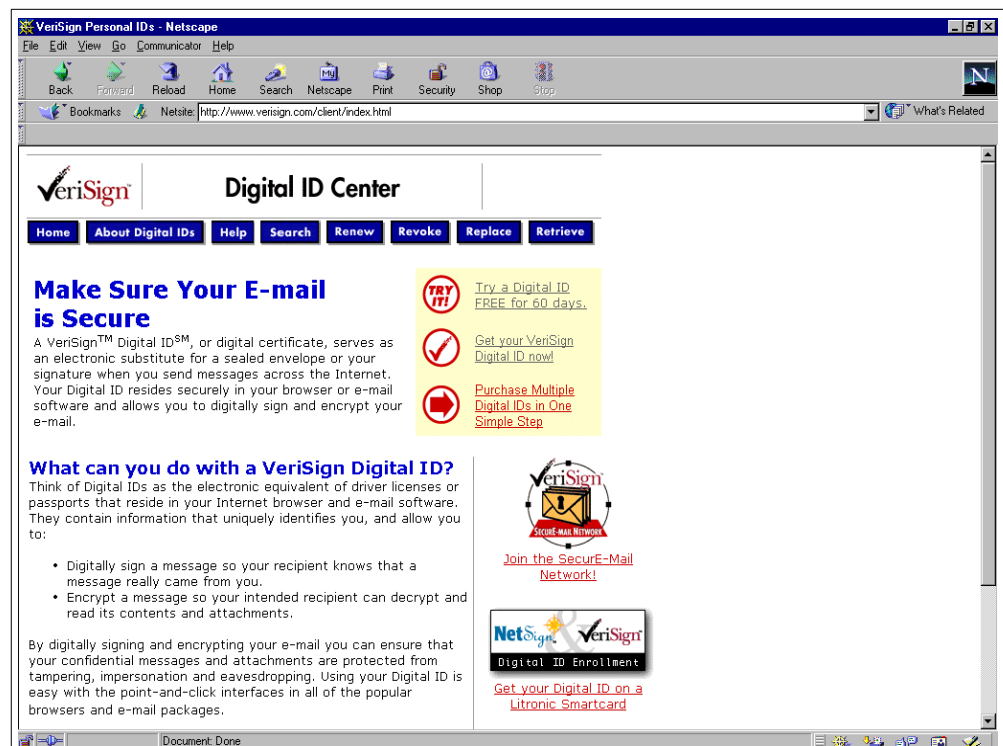 VeriSign Personal IDs - Netscape
File Edit View Go Communicator Help
Back Forward Reload Home Search Netscape Print Security Shop Stop
My
N
Bookmarks Netsite: http://www.verisign.com/client/index.html What's Related
VeriSign Digital ID Center
Home About Digital IDs Help Search Renew Revoke Replace Retrieve
Make Sure Your E-mail
is Secure
A VeriSign™ Digital ID℠, or digital certificate, serves as
an electronic substitute for a sealed envelope or your
signature when you send messages across the Internet.
Your Digital ID resides securely in your browser or e-mail
software and allows you to digitally sign and encrypt your
e-mail.
TRY
IT!
Try a Digital ID
FREE for 60 days.
Get your VeriSign
Digital ID now!
Purchase Multiple
Digital IDs in One
Simple Step
What can you do with a VeriSign Digital ID?
Think of Digital IDs as the electronic equivalent of driver licenses or
passports that reside in your Internet browser and e-mail software.
They contain information that uniquely identifies you, and allow you
to:
• Digitally sign a message so your recipient knows that a
message really came from you.
• Encrypt a message so your intended recipient can decrypt and
read its contents and attachments.
By digitally signing and encrypting your e-mail you can ensure that
your confidential messages and attachments are protected from
tampering, impersonation and eavesdropping. Using your Digital ID is
easy with the point-and-click interfaces in all of the popular
browsers and e-mail packages.
VeriSign
SECURE-MAIL NETWORK
Join the SecurE-Mail
Network!
NetSign & VeriSign
Digital ID Enrollment
Get your Digital ID on a
Litronic Smartcard
Document: Done